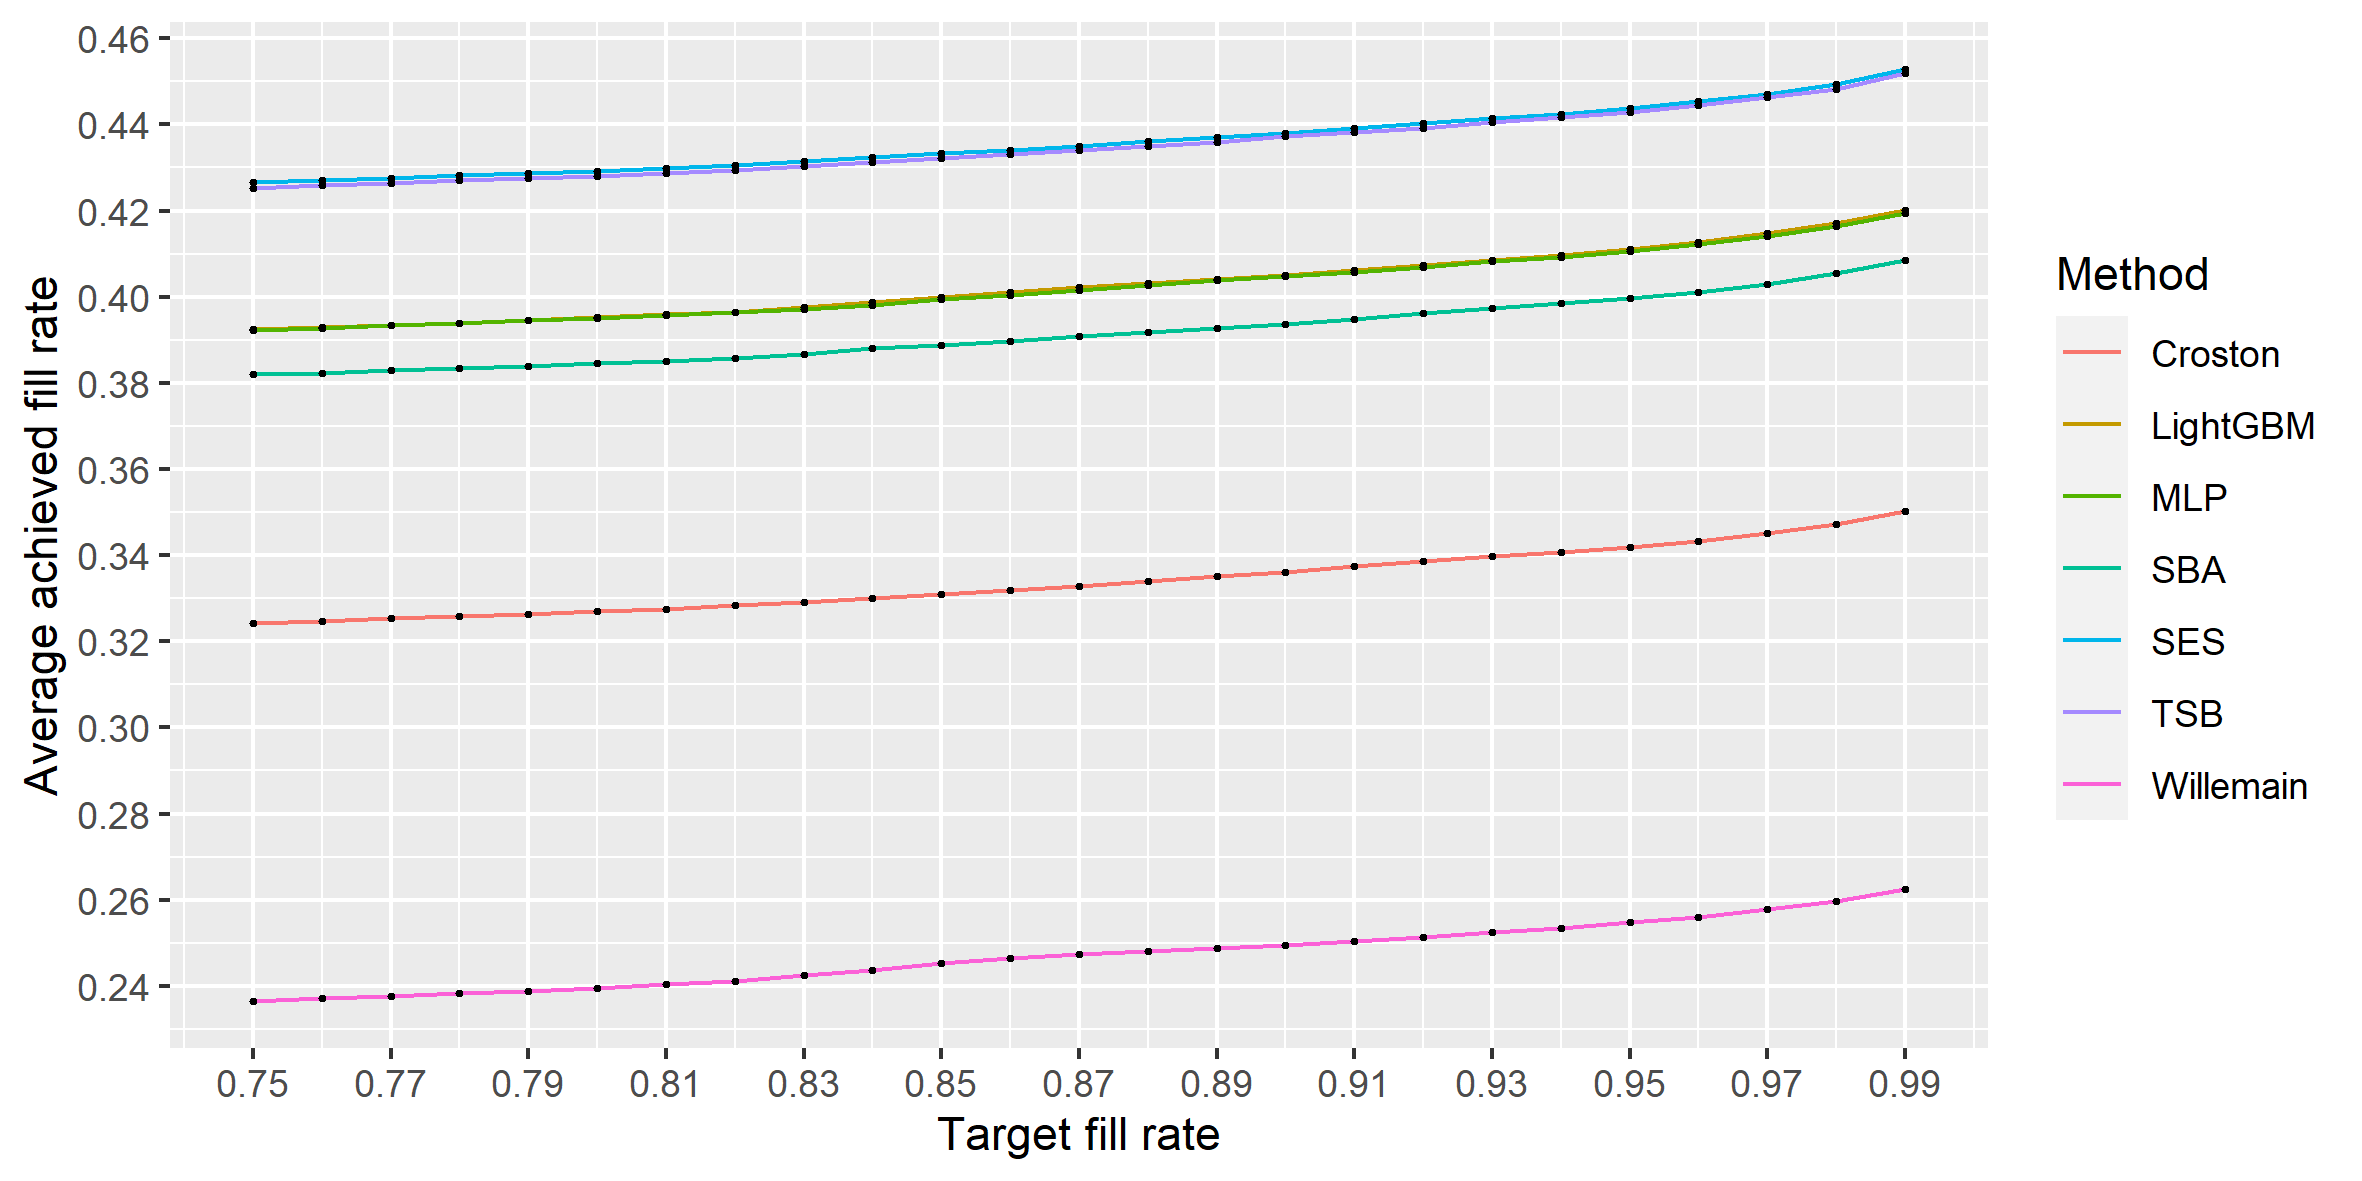 Average achieved fill rate
0.46
0.44
0.42
0.40
0.38
0.36
0.34
0.32
0.30
0.28
0.26
0.24
0.75 0.77 0.79 0.81 0.83 0.85 0.87 0.89 0.91 0.93 0.95 0.97 0.99
Target fill rate
Method
Croston
LightGBM
MLP
SBA
SES
TSB
Willemain